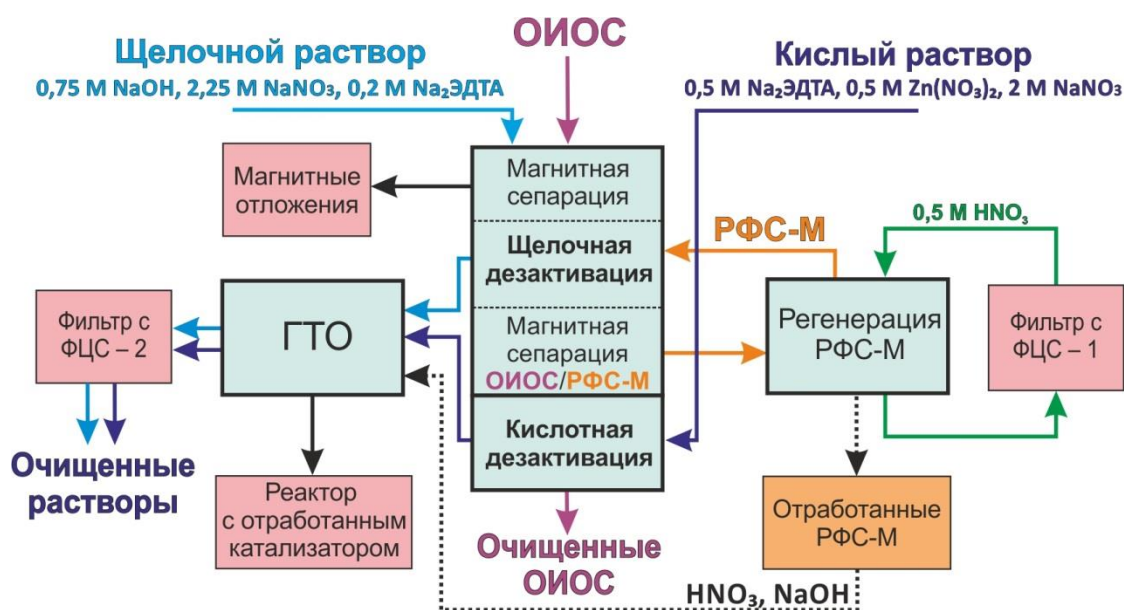 ОИОС
Щелочной раствор
0,75 М NaOH, 2,25 М NaNO₃, 0,2 М Na₂ЭДТА
Кислый раствор
0,5 М Na₂ЭДТА, 0,5 М Zn(NO₃)₂, 2 М NaNO₃
Магнитные
отложения
Магнитная
сепарация
Щелочная
дезактивация
Магнитная
сепарация
ОИОС/РФС-М
Кислотная
дезактивация
РФС-М
0,5 М HNO₃
Фильтр с
ФЦС – 2
ГТО
Регенерация
РФС-М
Фильтр с
ФЦС – 1
Очищенные
растворы
Реактор
с отработанным
катализатором
Очищенные
ОИОС
Отработанные
РФС-М
HNO₃, NaOH